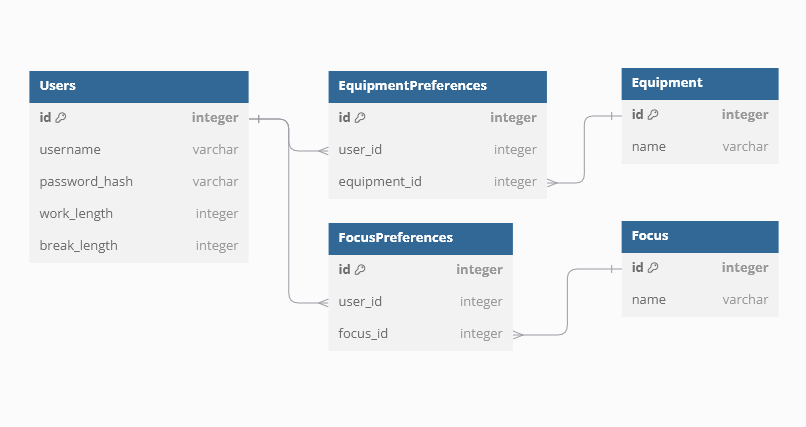 Users
id integer
username varchar
password_hash varchar
work_length integer
break_length integer
EquipmentPreferences
id integer
user_id integer
equipment_id integer
FocusPreferences
id integer
user_id integer
focus_id integer
Equipment
id integer
name varchar
Focus
id integer
name varchar